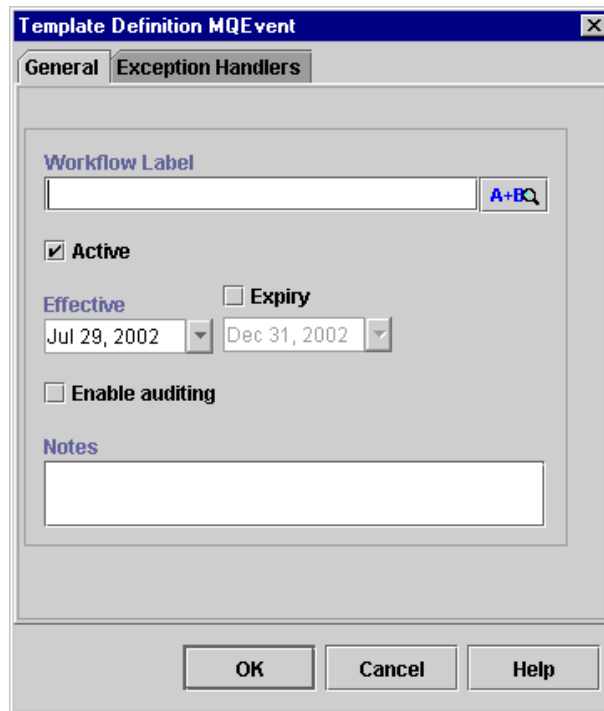 Template Definition MQEvent
General Exception Handlers
Workflow Label
A+B
Active
Expiry
Effective
Jul 29, 2002 Dec 31, 2002
Enable auditing
Notes
OK Cancel Help